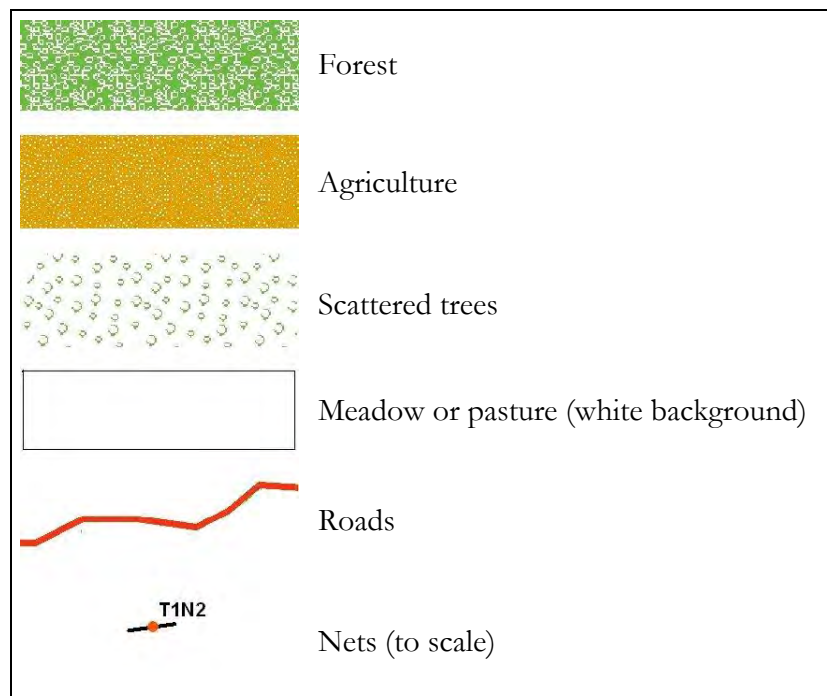 Forest
Agriculture
Scattered trees
Meadow or pasture (white background)
Roads
T1N2
Nets (to scale)